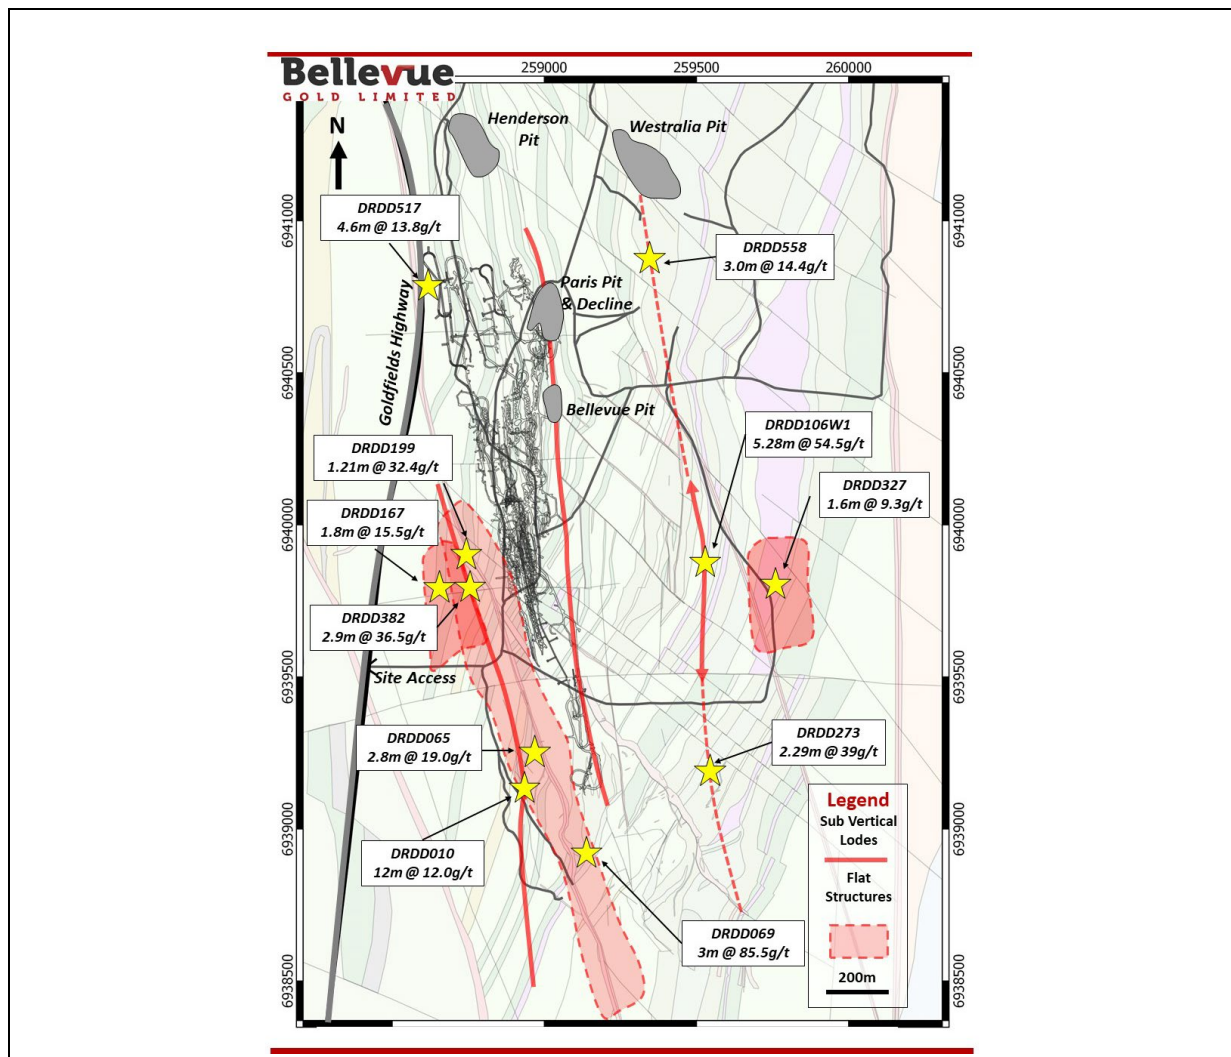 Bellevue
GOLD LIMITED
259000
259500
260000
N
Henderson
Pit
Westralia Pit
6941000
6941000
DRDD517
4.6m @ 13.8g/t
DRDD558
3.0m @ 14.4g/t
Paris Pit
& Decline
Goldfields Highway
6940500
6940500
Bellevue Pit
DRDD106W1
5.28m @ 54.5g/t
DRDD199
1.21m @ 32.4g/t
DRDD327
1.6m @ 9.3g/t
DRDD167
1.8m @ 15.5g/t
6940000
6940000
DRDD382
2.9m @ 36.5g/t
Site Access
6939500
6939500
DRDD065
2.8m @ 19.0g/t
DRDD273
2.29m @ 39g/t
6939000
6939000
DRDD010
12m @ 12.0g/t
DRDD069
3m @ 85.5g/t
Legend
Sub Vertical
Lodes
Flat
Structures
200m
6938500
6938500